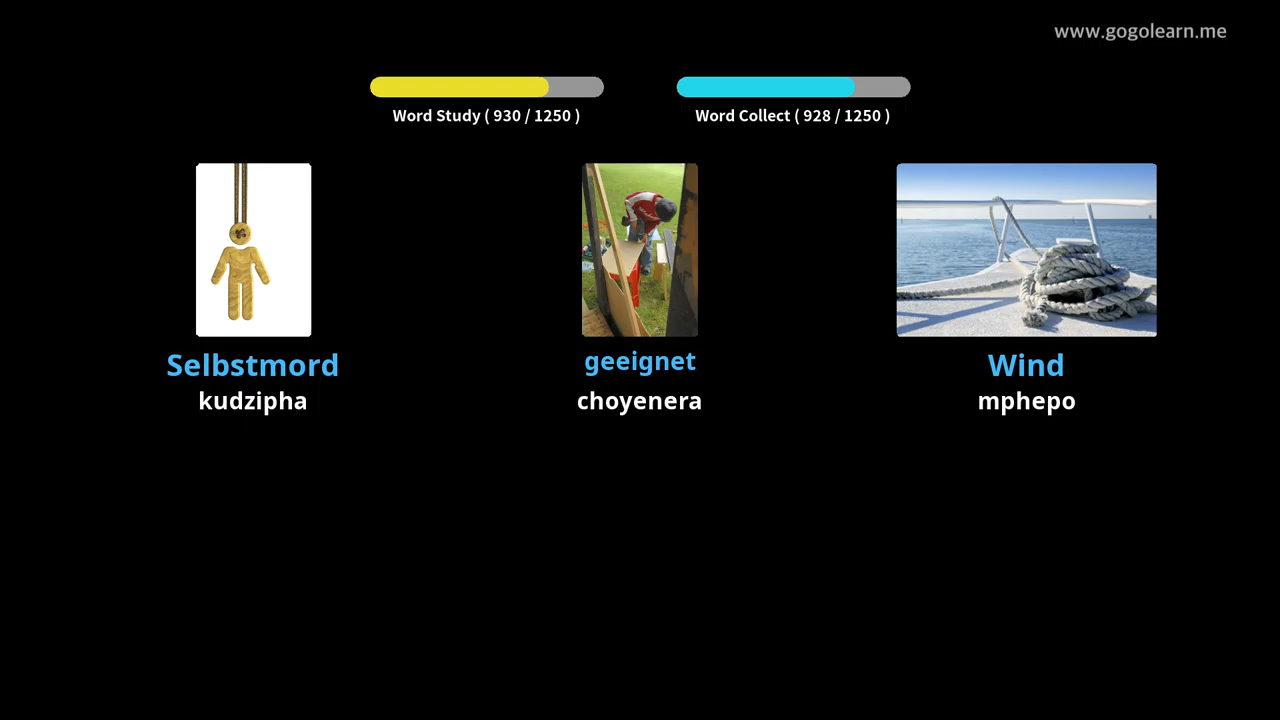 www.gogolearn.me
Word Study ( 930 / 1250 )
Word Collect ( 928 / 1250 )
Selbstmord
kudzipha
geeignet
choyenera
Wind
mphepo